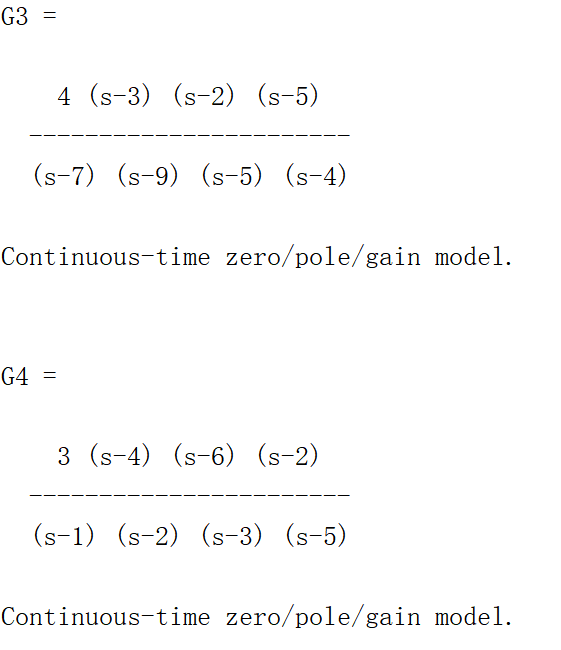 G3 =
4 (s-3) (s-2) (s-5)
-----------------------
(s-7) (s-9) (s-5) (s-4)
Continuous-time zero/pole/gain model.
G4 =
3 (s-4) (s-6) (s-2)
-----------------------
(s-1) (s-2) (s-3) (s-5)
Continuous-time zero/pole/gain model.